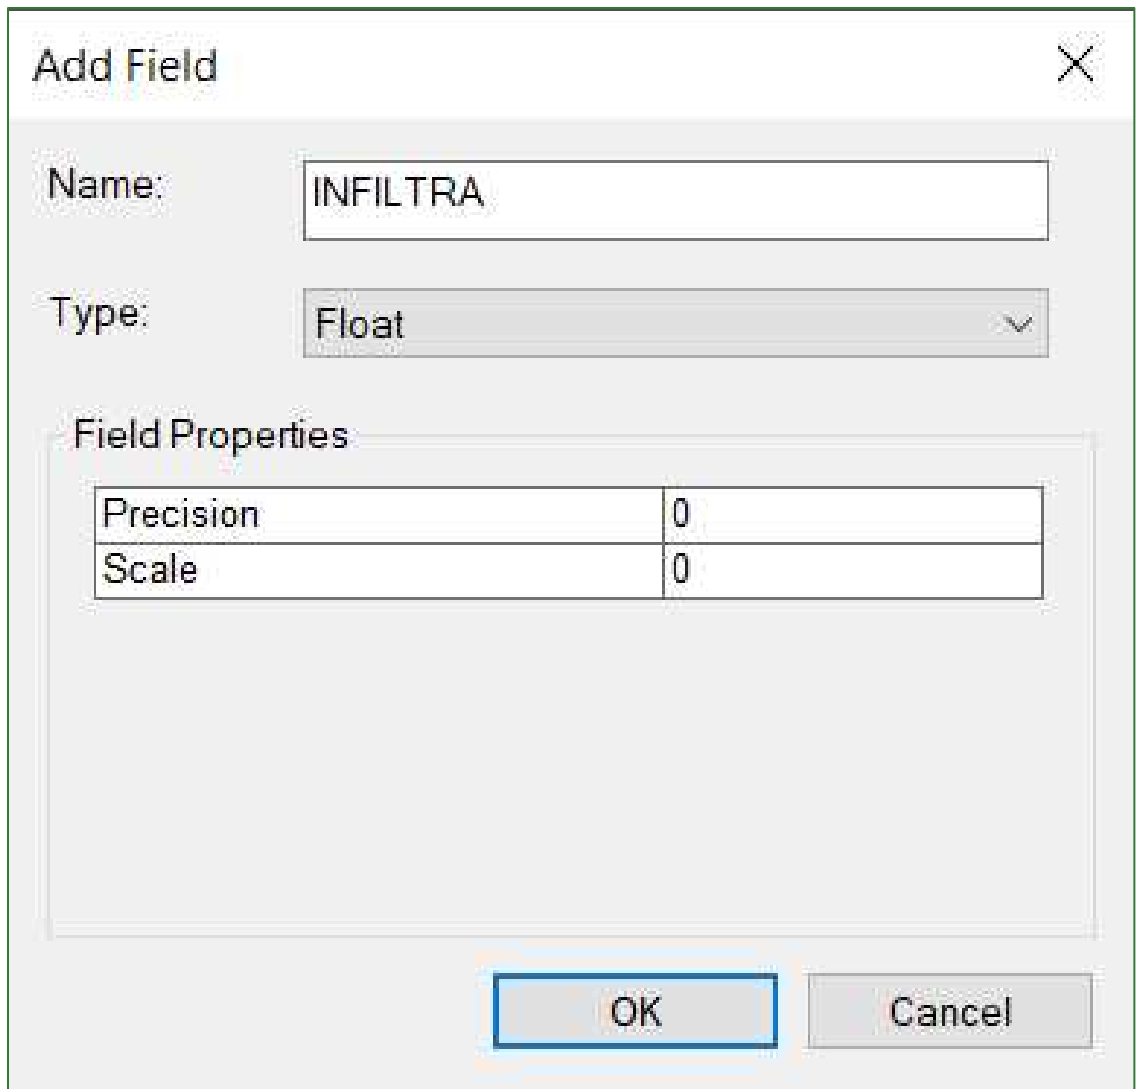 Add Field
Name: INFILTRA
Type: Float
Field Properties
Precision 0
Scale 0
OK Cancel